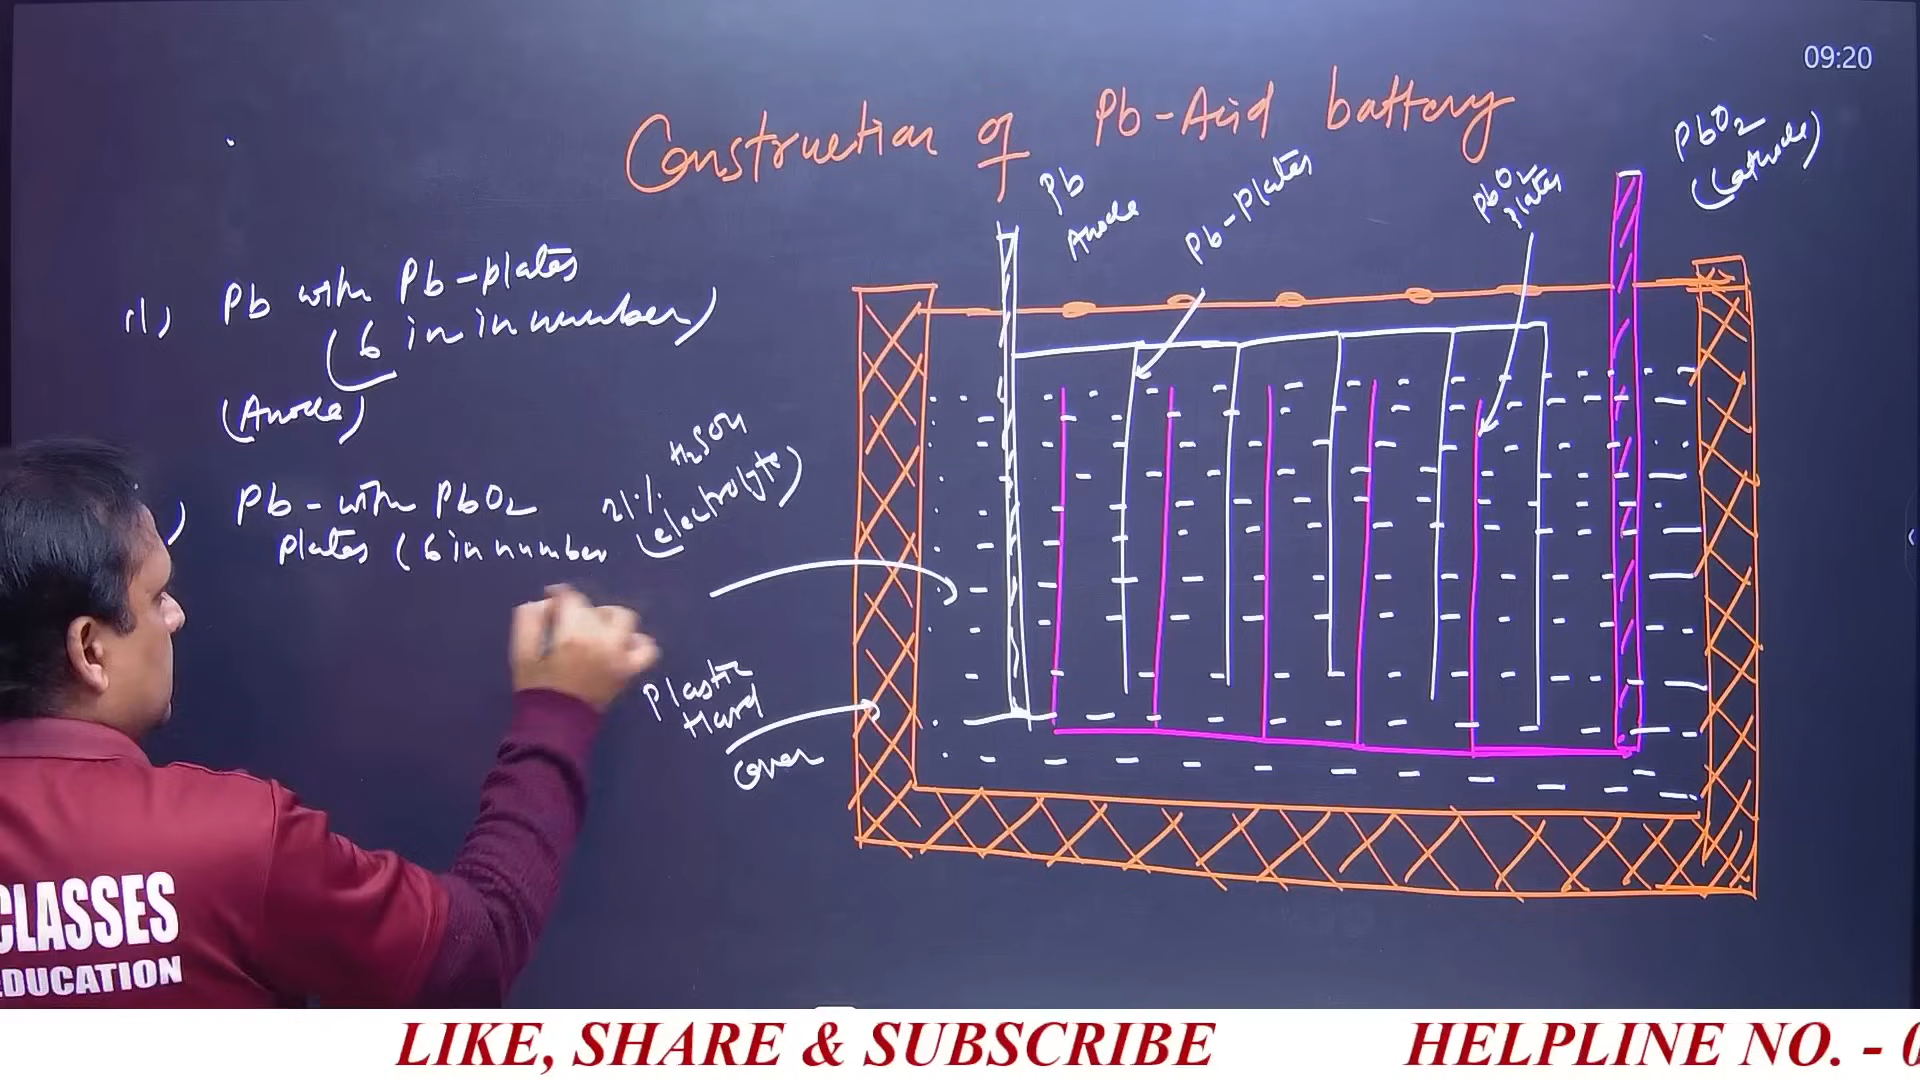 09:20
Construction of Pb-Acid battery
PbO2
(Cathode)
Pb
Anode
Pb-plates
PbO2
plates
(1) Pb with Pb-plates
(6 in in number)
(Anode)
) Pb-with PbO2
plates (6 in number
21% H2SO4
(electrolyte)
Plastic
Hard
cover
CLASSES
EDUCATION
LIKE, SHARE & SUBSCRIBE HELPLINE NO. - 0